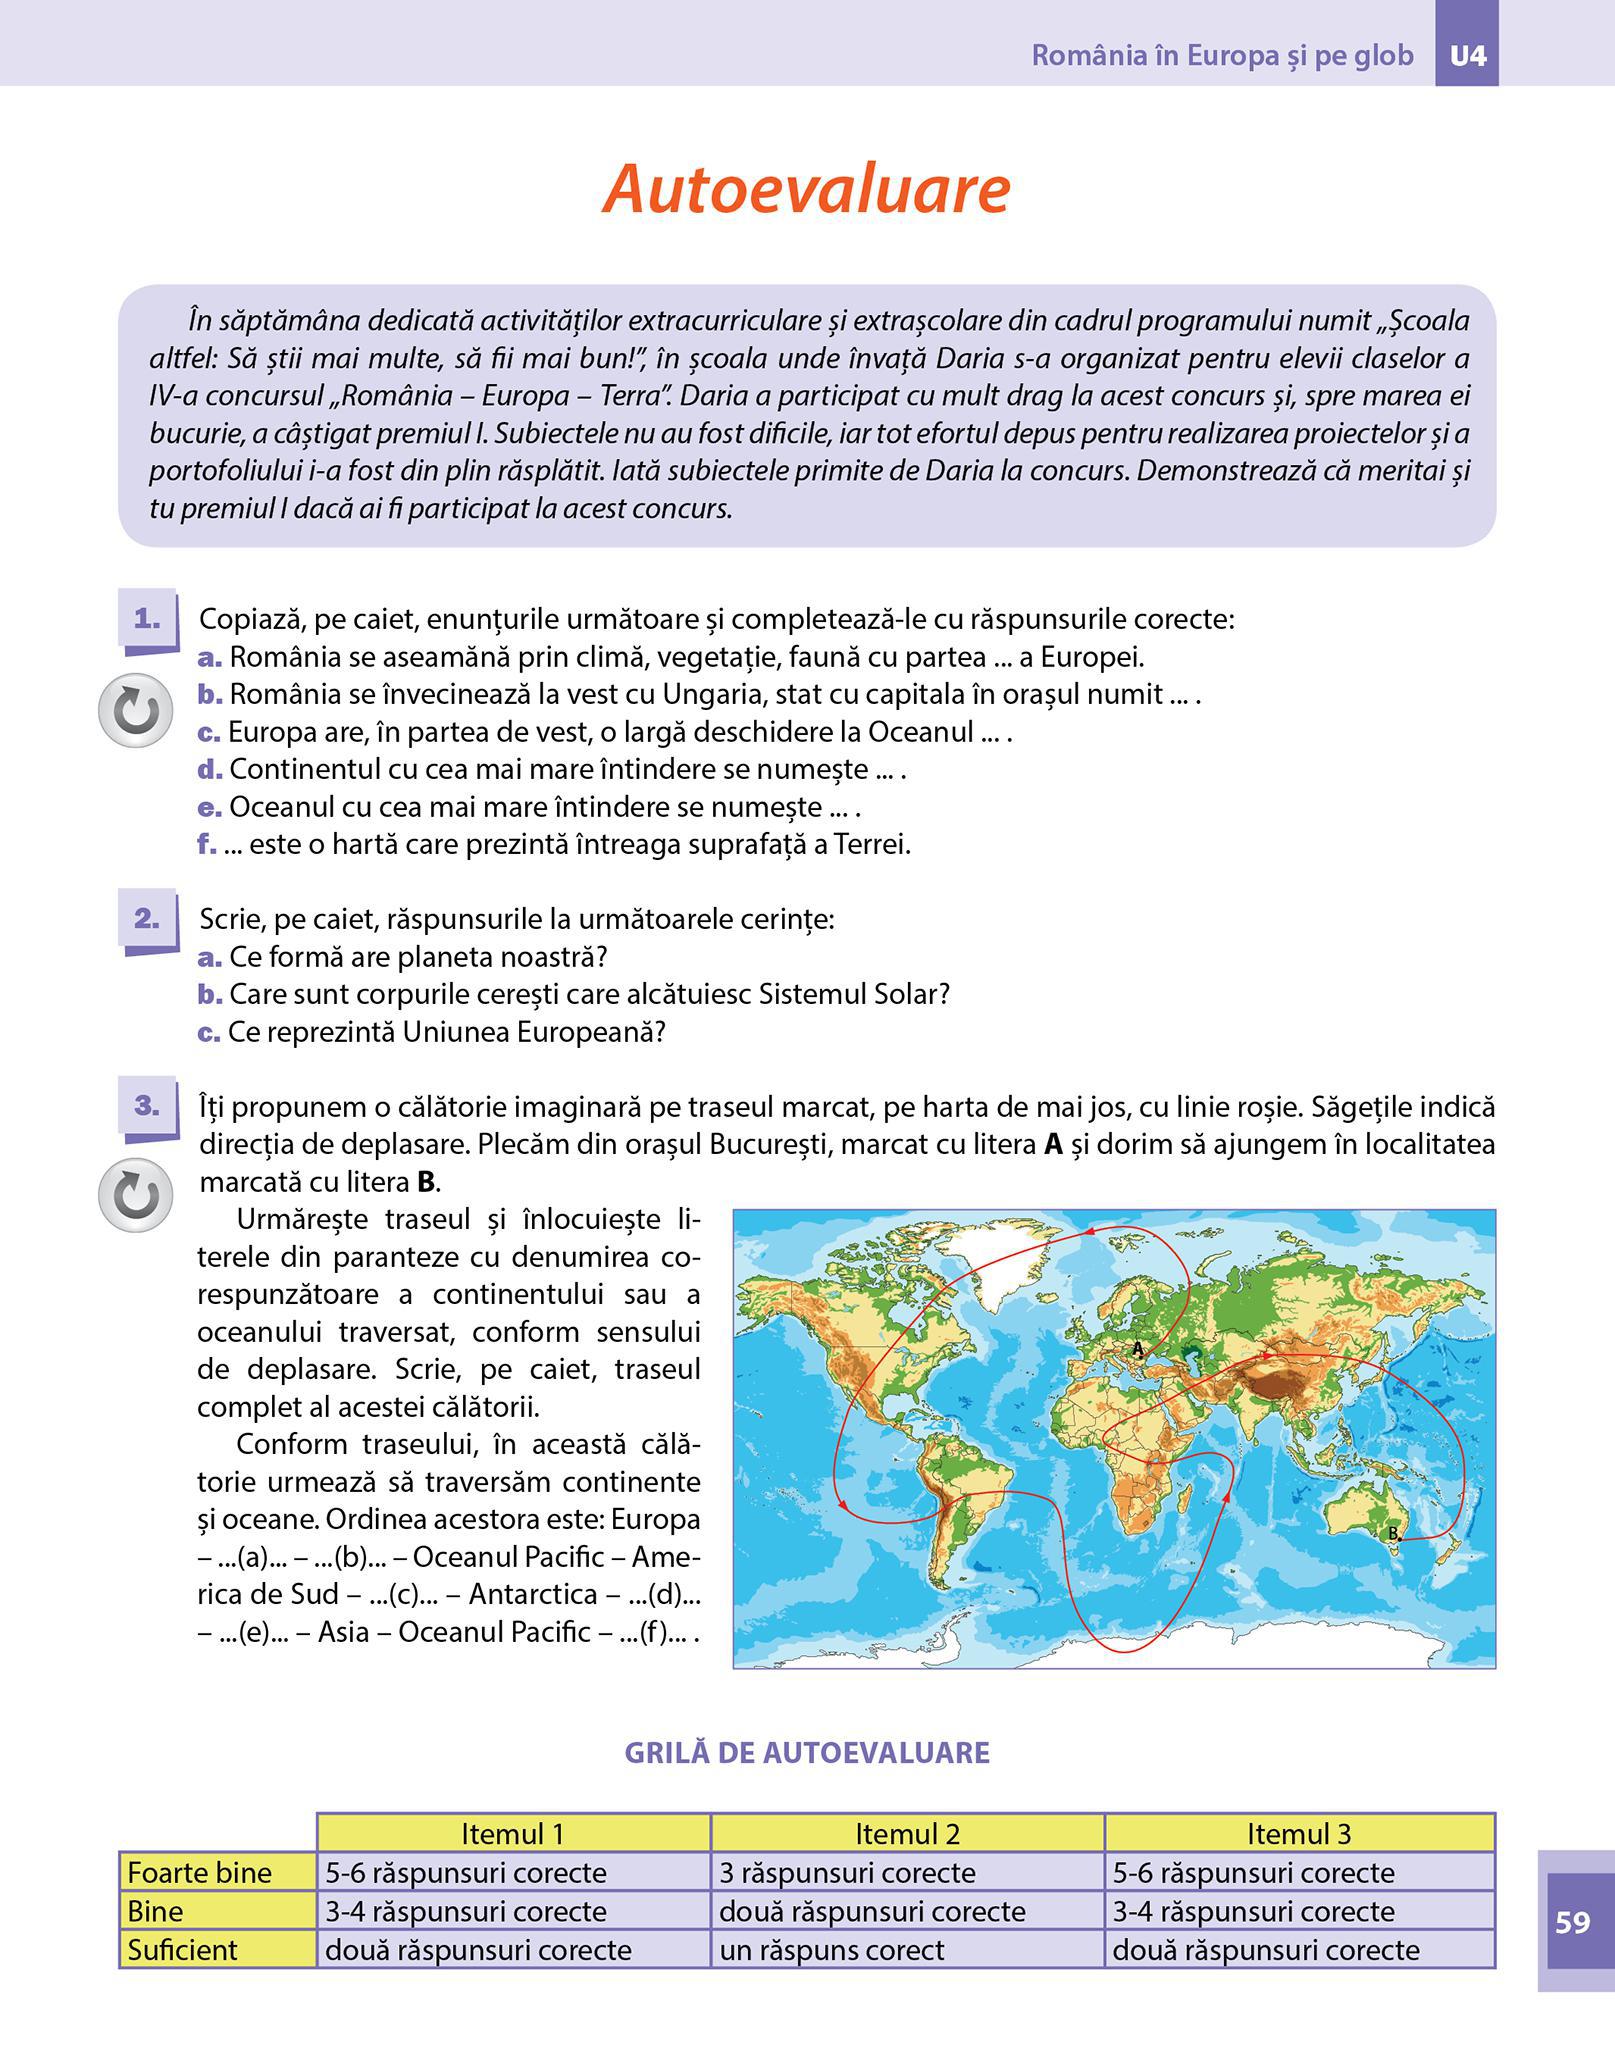 România în Europa și pe glob
U4
Autoevaluare
În săptămâna dedicată activităților extracurriculare și extrașcolare din cadrul programului numit „Școala
altfel: Să știi mai multe, să fii mai bun!”, în școala unde învață Daria s-a organizat pentru elevii claselor a
IV-a concursul „România – Europa – Terra”. Daria a participat cu mult drag la acest concurs și, spre marea ei
bucurie, a câștigat premiul I. Subiectele nu au fost dificile, iar tot efortul depus pentru realizarea proiectelor și a
portofoliului i-a fost din plin răsplătit. Iată subiectele primite de Daria la concurs. Demonstrează că meritai și
tu premiul I dacă ai fi participat la acest concurs.
1.
Copiază, pe caiet, enunțurile următoare și completează-le cu răspunsurile corecte:
a. România se aseamănă prin climă, vegetație, faună cu partea ... a Europei.
b. România se învecinează la vest cu Ungaria, stat cu capitala în orașul numit ... .
c. Europa are, în partea de vest, o largă deschidere la Oceanul ... .
d. Continentul cu cea mai mare întindere se numește ... .
e. Oceanul cu cea mai mare întindere se numește ... .
f. ... este o hartă care prezintă întreaga suprafață a Terrei.
2.
Scrie, pe caiet, răspunsurile la următoarele cerințe:
a. Ce formă are planeta noastră?
b. Care sunt corpurile cerești care alcătuiesc Sistemul Solar?
c. Ce reprezintă Uniunea Europeană?
3.
Îți propunem o călătorie imaginară pe traseul marcat, pe harta de mai jos, cu linie roșie. Săgețile indică
direcția de deplasare. Plecăm din orașul București, marcat cu litera A și dorim să ajungem în localitatea
marcată cu litera B.
Urmărește traseul și înlocuiește li-
terele din paranteze cu denumirea co-
respunzătoare a continentului sau a
oceanului traversat, conform sensului
de deplasare. Scrie, pe caiet, traseul
complet al acestei călătorii.
Conform traseului, în această călă-
torie urmează să traversăm continente
și oceane. Ordinea acestora este: Europa
– ...(a)... – ...(b)... – Oceanul Pacific – Ame-
rica de Sud – ...(c)... – Antarctica – ...(d)...
– ...(e)... – Asia – Oceanul Pacific – ...(f)... .
A
B
GRILĂ DE AUTOEVALUARE
Itemul 1 Itemul 2 Itemul 3
Foarte bine 5-6 răspunsuri corecte 3 răspunsuri corecte 5-6 răspunsuri corecte
Bine 3-4 răspunsuri corecte două răspunsuri corecte 3-4 răspunsuri corecte
Suficient două răspunsuri corecte un răspuns corect două răspunsuri corecte
59